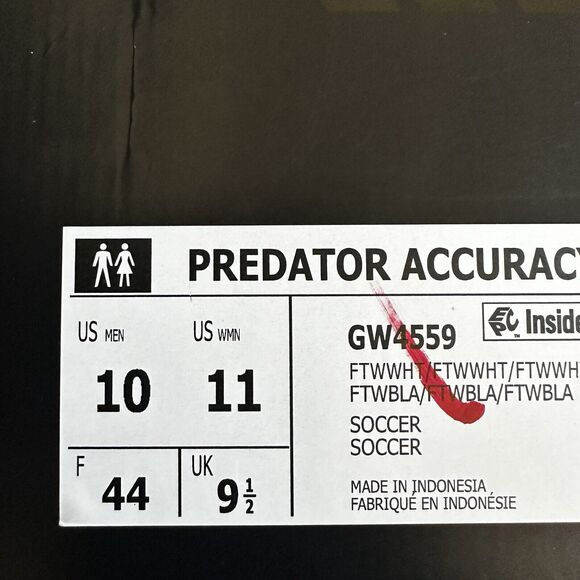 PREDATOR ACCURACY
US MEN
10
US WMN
11
F
44
UK
9 1/2
GW4559
Inside
FTWWHT/FTWWHT/FTWWH
FTWBLA/FTWBLA/FTWBLA
SOCCER
SOCCER
MADE IN INDONESIA
FABRIQUÉ EN INDONÉSIE